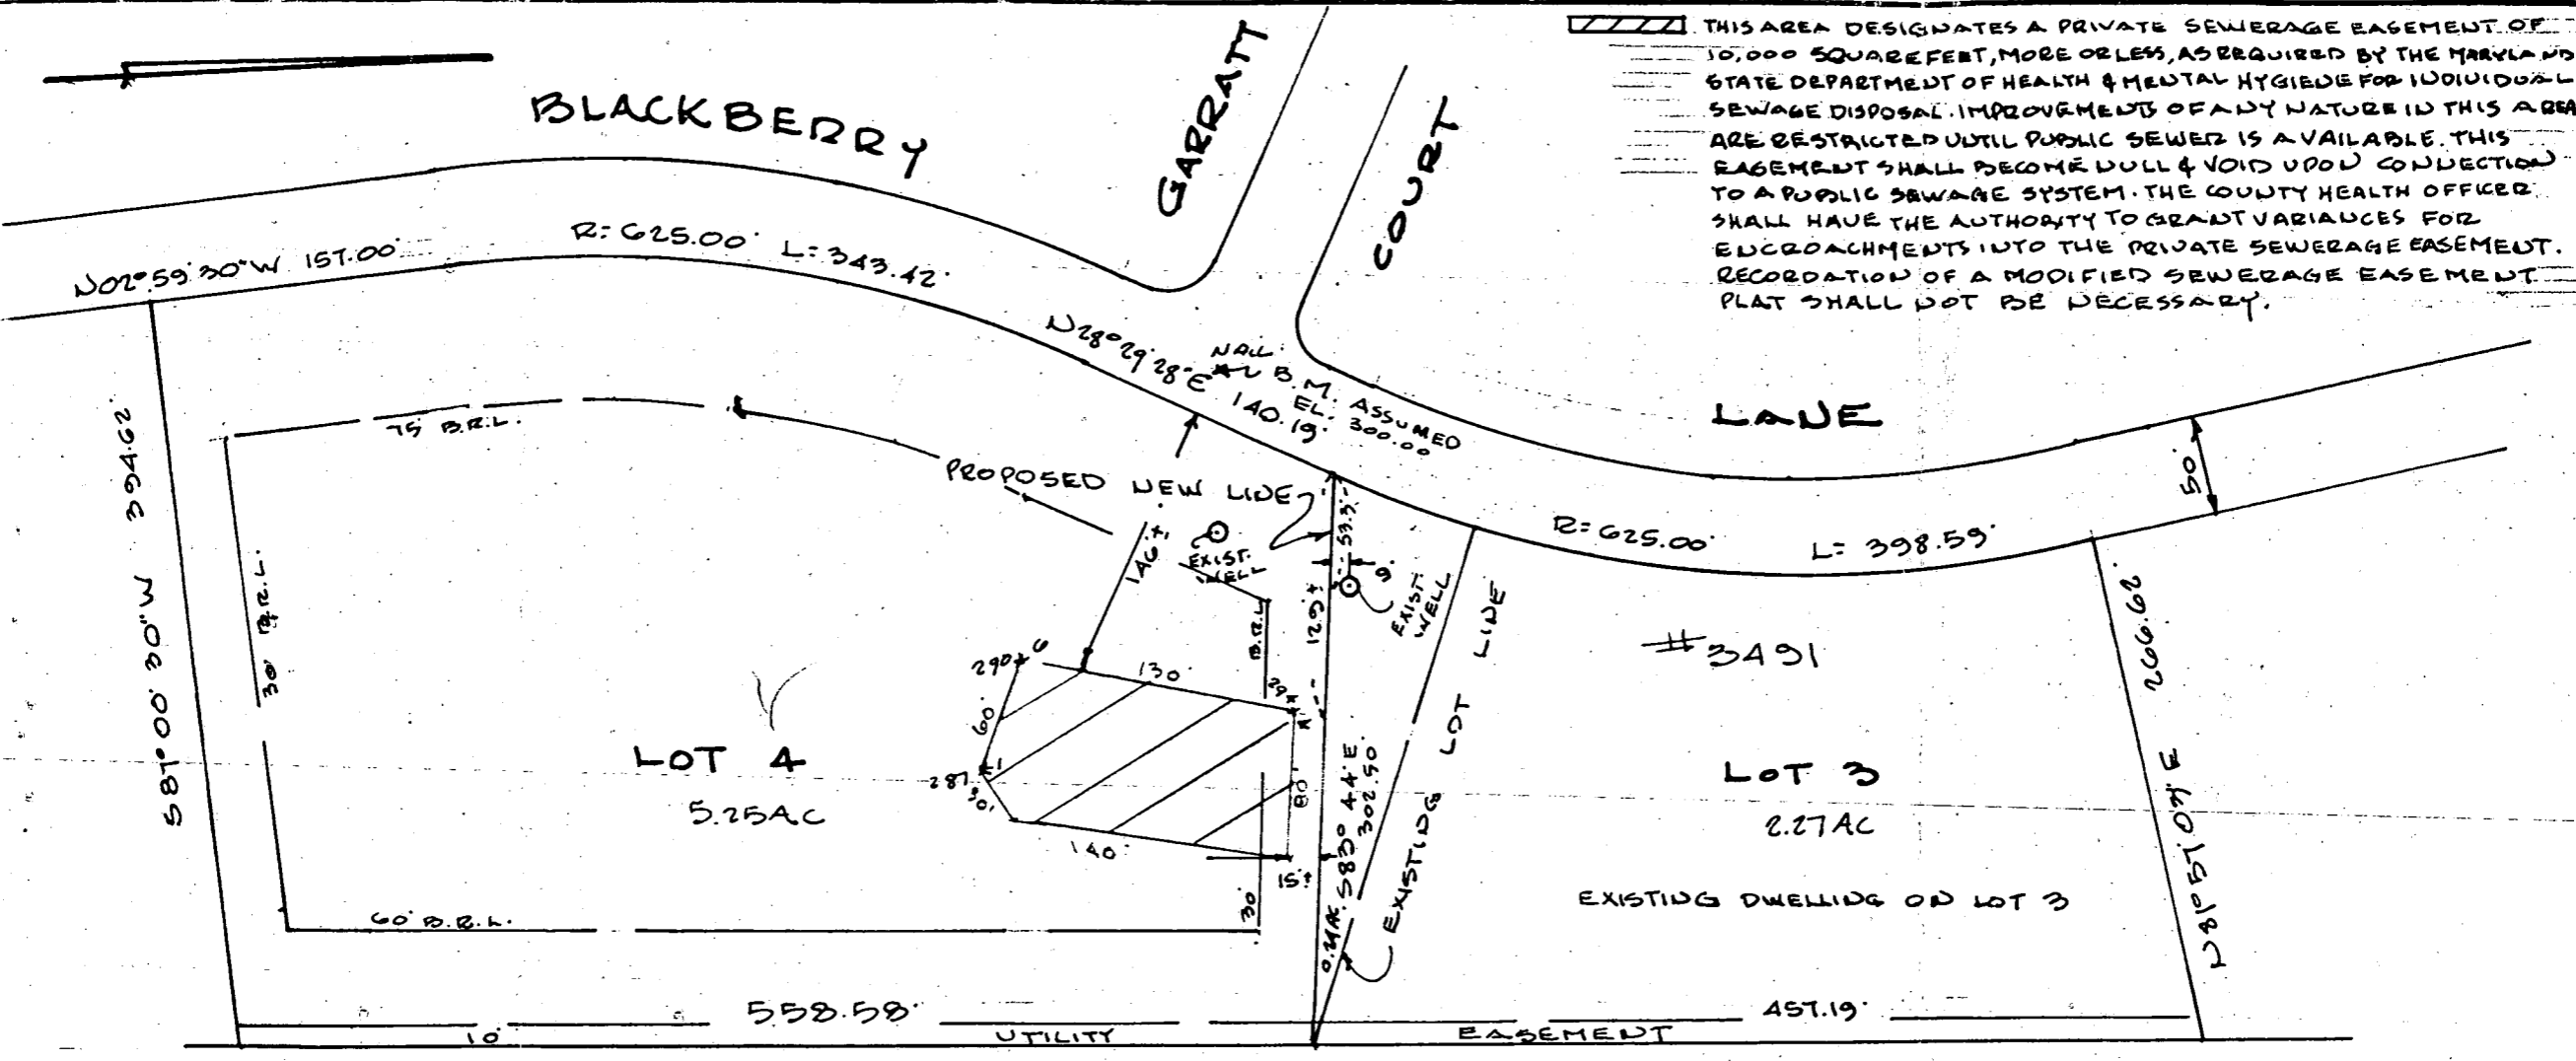 THIS AREA DESIGNATES A PRIVATE SEWERAGE EASEMENT OF
10,000 SQUARE FEET, MORE OR LESS, AS REQUIRED BY THE MARYLAND
STATE DEPARTMENT OF HEALTH & MENTAL HYGIENE FOR INDIVIDUAL
SEWAGE DISPOSAL. IMPROVEMENTS OF ANY NATURE IN THIS AREA
ARE RESTRICTED UNTIL PUBLIC SEWER IS AVAILABLE. THIS
EASEMENT SHALL BECOME NULL & VOID UPON CONNECTION
TO A PUBLIC SEWAGE SYSTEM. THE COUNTY HEALTH OFFICER
SHALL HAVE THE AUTHORITY TO GRANT VARIANCES FOR
ENCROACHMENTS INTO THE PRIVATE SEWERAGE EASEMENT.
RECORDATION OF A MODIFIED SEWERAGE EASEMENT
PLAT SHALL NOT BE NECESSARY.
BLACKBERRY
GARRATT
COURT
LANE
N02°59'30"W 157.00'
R=625.00' L=343.42'
N28°29'28"E 140.19'
NAIL
B.M. ASSUMED
EL. 300.00
R=625.00' L=398.59'
50'
S87°00'30"W 394.62'
75' B.R.L.
30' B.R.L.
60' B.R.L.
PROPOSED NEW LINE
146'±
EXIST.
WELL
B.R.L.
53.3'
9'
129'±
EXIST.
WELL
EXISTING LOT LINE
#3491
290
130'
60'
287
30'
140'
80'
15'±
30'
S83°44'E
302.50'
LOT 4
5.25AC
LOT 3
2.27AC
EXISTING DWELLING ON LOT 3
266.62'
558.58'
457.19'
10' UTILITY EASEMENT